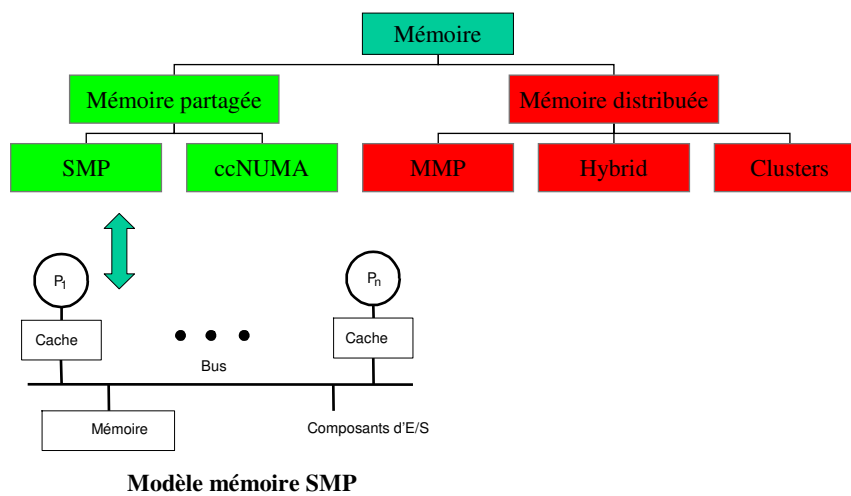 Mémoire
Mémoire partagée
Mémoire distribuée
SMP
ccNUMA
MMP
Hybrid
Clusters
P1
Pn
Cache
Cache
Bus
Mémoire
Composants d'E/S
Modèle mémoire SMP